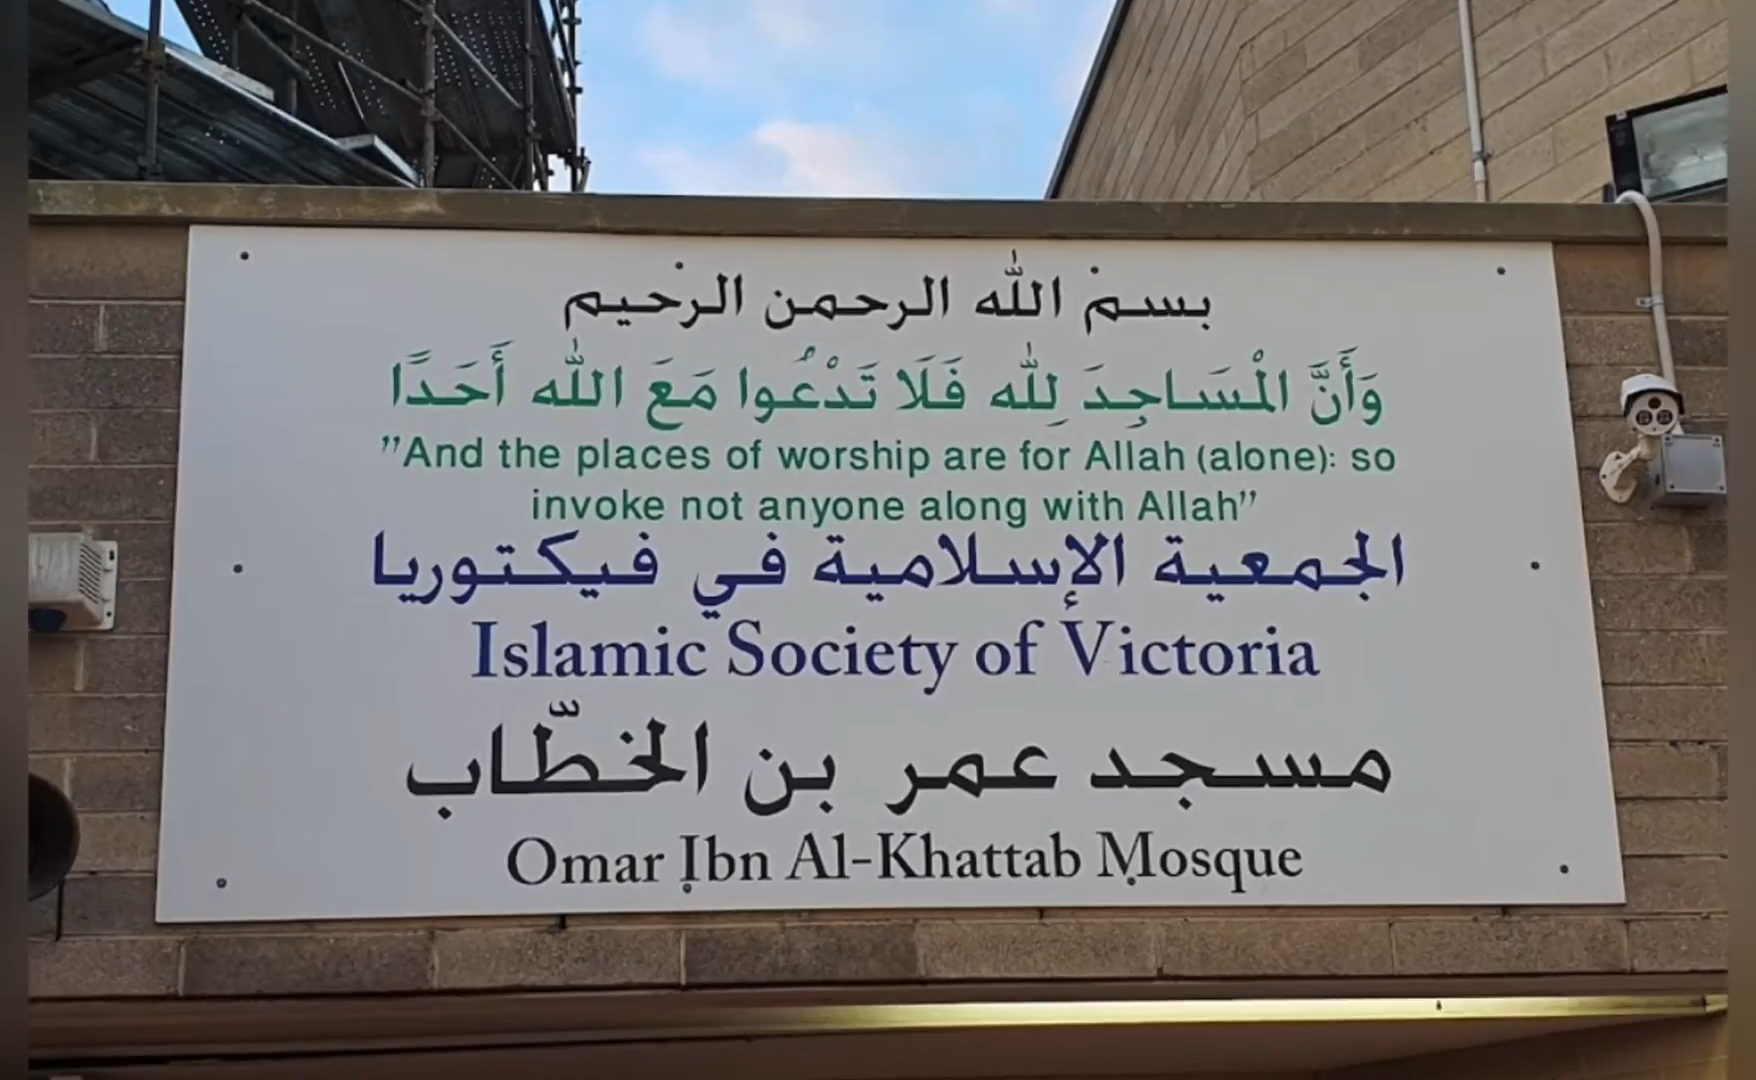 بسم الله الرحمن الرحيم
وَأَنَّ الْمَسَاجِدَ لِلّٰه فَلَا تَدْعُوا مَعَ اللّٰه أَحَدًا
"And the places of worship are for Allah (alone): so
invoke not anyone along with Allah"
الجمعية الإسلامية في فيكتوريا
Islamic Society of Victoria
مسجد عمر بن الخطّاب
Omar Ibn Al-Khattab Mosque